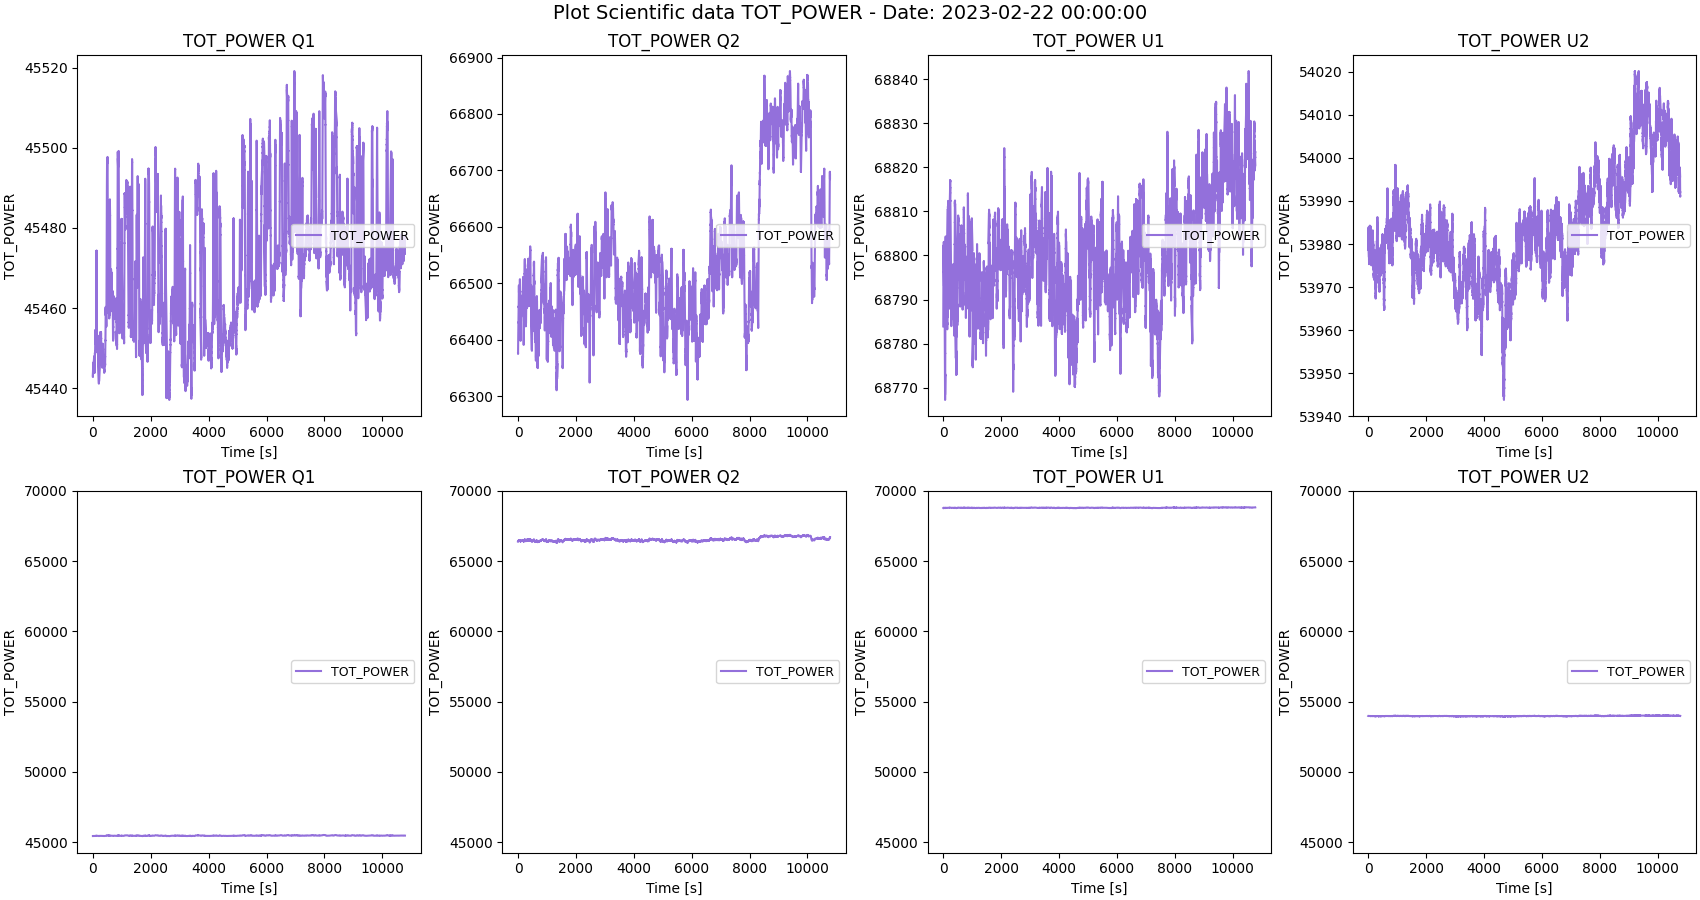 Plot Scientific data TOT_POWER - Date: 2023-02-22 00:00:00
TOT_POWER Q1
TOT_POWER
45520
45500
45480
45460
45440
TOT_POWER
0 2000 4000 6000 8000 10000
Time [s]
TOT_POWER Q2
TOT_POWER
66900
66800
66700
66600
66500
66400
66300
TOT_POWER
0 2000 4000 6000 8000 10000
Time [s]
TOT_POWER U1
TOT_POWER
68840
68830
68820
68810
68800
68790
68780
68770
TOT_POWER
0 2000 4000 6000 8000 10000
Time [s]
TOT_POWER U2
TOT_POWER
54020
54010
54000
53990
53980
53970
53960
53950
53940
TOT_POWER
0 2000 4000 6000 8000 10000
Time [s]
TOT_POWER Q1
TOT_POWER
70000
65000
60000
55000
50000
45000
TOT_POWER
0 2000 4000 6000 8000 10000
Time [s]
TOT_POWER Q2
TOT_POWER
70000
65000
60000
55000
50000
45000
TOT_POWER
0 2000 4000 6000 8000 10000
Time [s]
TOT_POWER U1
TOT_POWER
70000
65000
60000
55000
50000
45000
TOT_POWER
0 2000 4000 6000 8000 10000
Time [s]
TOT_POWER U2
TOT_POWER
70000
65000
60000
55000
50000
45000
TOT_POWER
0 2000 4000 6000 8000 10000
Time [s]